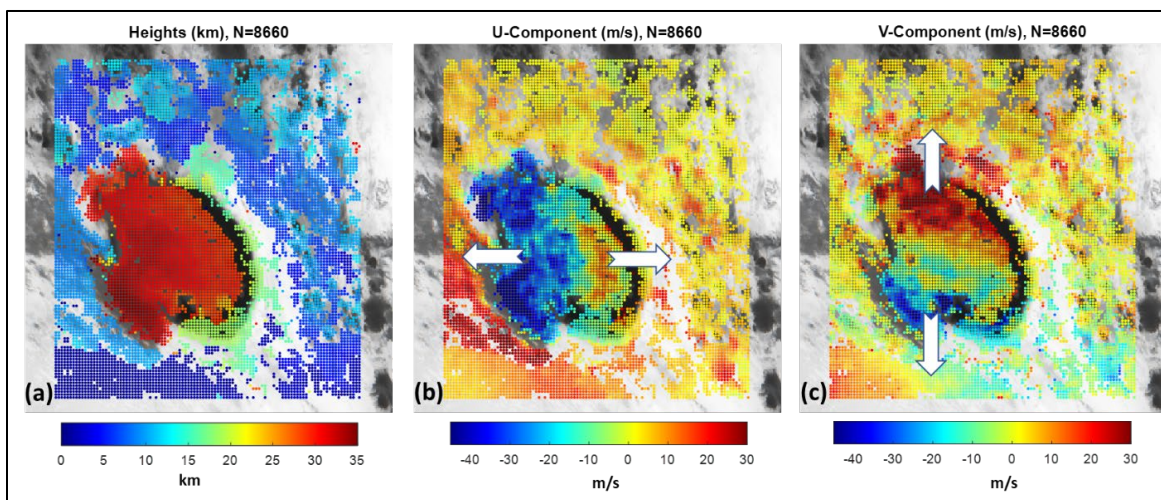 Heights (km), N=8660
U-Component (m/s), N=8660
V-Component (m/s), N=8660
(a)
(b)
(c)
0 5 10 15 20 25 30 35
km
-40 -30 -20 -10 0 10 20 30
m/s
-40 -30 -20 -10 0 10 20 30
m/s